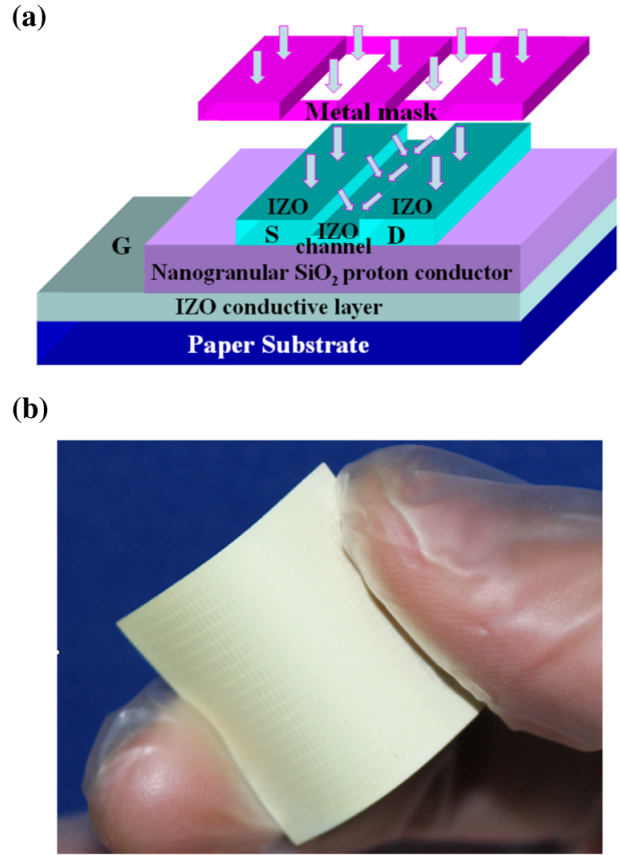 (a)
Metal mask
IZO
IZO
S
IZO
D
G
channel
Nanogranular SiO₂ proton conductor
IZO conductive layer
Paper Substrate
(b)